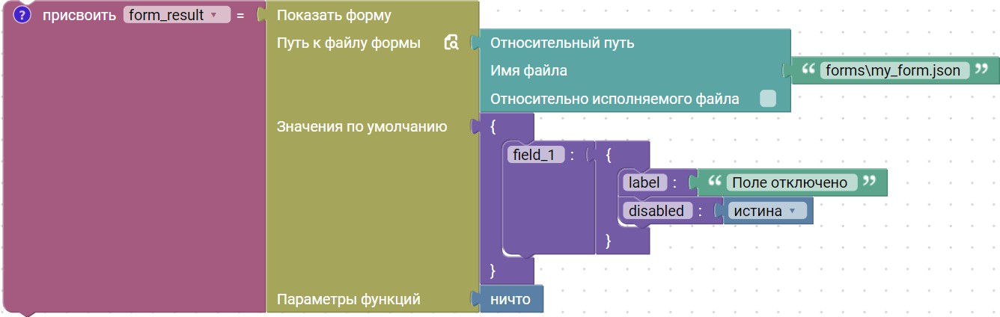 ? присвоить form_result = Показать форму
Путь к файлу формы Относительный путь
Имя файла “ forms\my_form.json ”
Относительно исполняемого файла
Значения по умолчанию {
field_1 : {
label : “ Поле отключено ”
disabled : истина
}
}
Параметры функций ничто